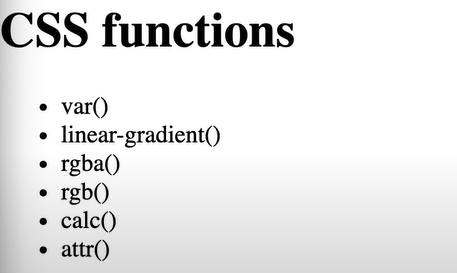 CSS functions
• var()
• linear-gradient()
• rgba()
• rgb()
• calc()
• attr()